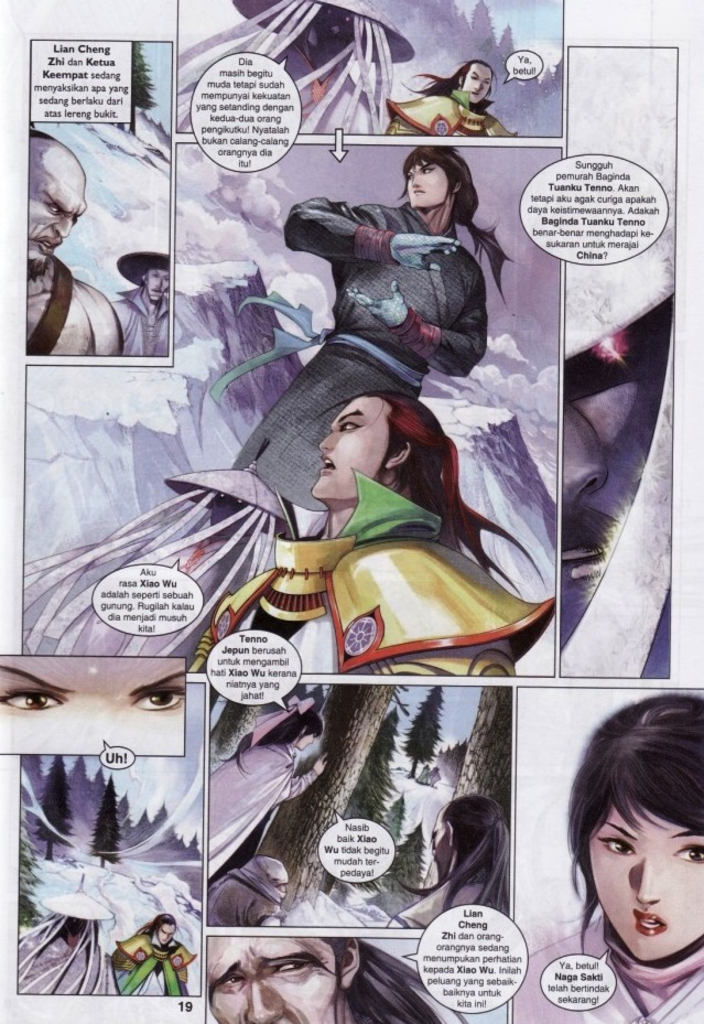 Lian Cheng
Zhi dan Ketua
Keempat sedang
menyaksikan apa yang
sedang berlaku dari
atas lereng bukit.
Dia
masih begitu
muda tetapi sudah
mempunyai kekuatan
yang setanding dengan
kedua-dua orang
pengikutku! Nyatalah
bukan calang-calang
orangnya dia
itu!
Ya,
betul!
Sungguh
pemurah Baginda
Tuanku Tenno. Akan
tetapi aku agak curiga apakah
daya keistimewaannya. Adakah
Baginda Tuanku Tenno
benar-benar menghadapi ke-
sukaran untuk merajai
China?
Aku
rasa Xiao Wu
adalah seperti sebuah
gunung. Rugilah kalau
dia menjadi musuh
kita!
Tenno
Jepun berusah
untuk mengambil
hati Xiao Wu kerana
niatnya yang
jahat!
Uh!
Nasib
baik Xiao
Wu tidak begitu
mudah ter-
pedaya!
Lian
Cheng
Zhi dan orang-
orangnya sedang
menumpukan perhatian
kepada Xiao Wu. Inilah
peluang yang sebaik-
baiknya untuk
kita ini!
Ya, betul!
Naga Sakti
telah bertindak
sekarang!
19